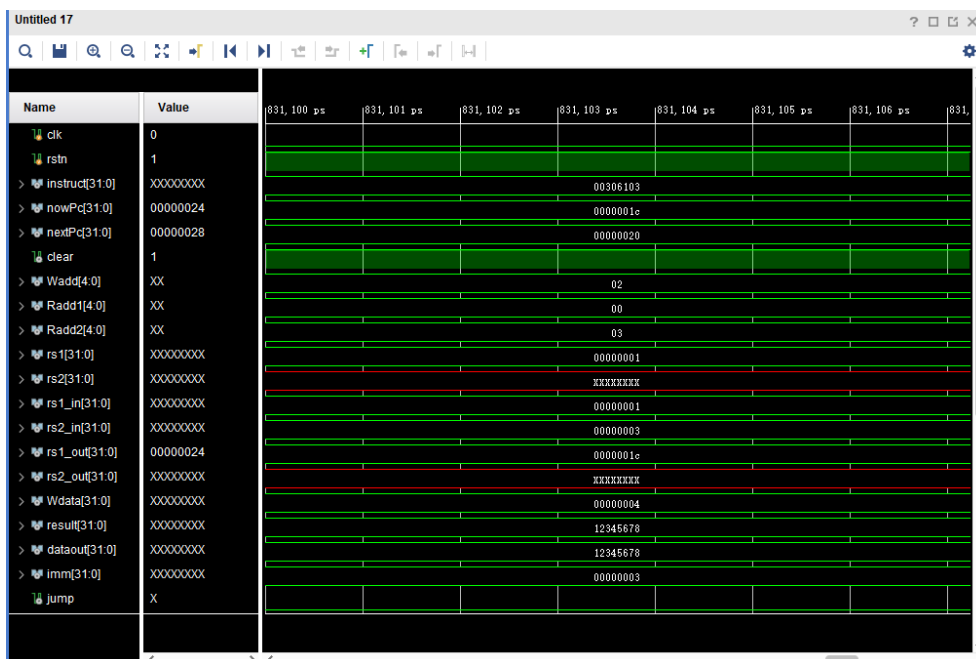 Untitled 17
Name Value
831,100 ps 831,101 ps 831,102 ps 831,103 ps 831,104 ps 831,105 ps 831,106 ps 831,
clk 0
rstn 1
instruct[31:0] XXXXXXXX 00306103
nowPc[31:0] 00000024 0000001c
nextPc[31:0] 00000028 00000020
clear 1
Wadd[4:0] XX 02
Radd1[4:0] XX 00
Radd2[4:0] XX 03
rs1[31:0] XXXXXXXX 00000001
rs2[31:0] XXXXXXXX XXXXXXXX
rs1_in[31:0] XXXXXXXX 00000001
rs2_in[31:0] XXXXXXXX 00000003
rs1_out[31:0] 00000024 0000001c
rs2_out[31:0] XXXXXXXX XXXXXXXX
Wdata[31:0] XXXXXXXX 00000004
result[31:0] XXXXXXXX 12345678
dataout[31:0] XXXXXXXX 12345678
imm[31:0] XXXXXXXX 00000003
jump X